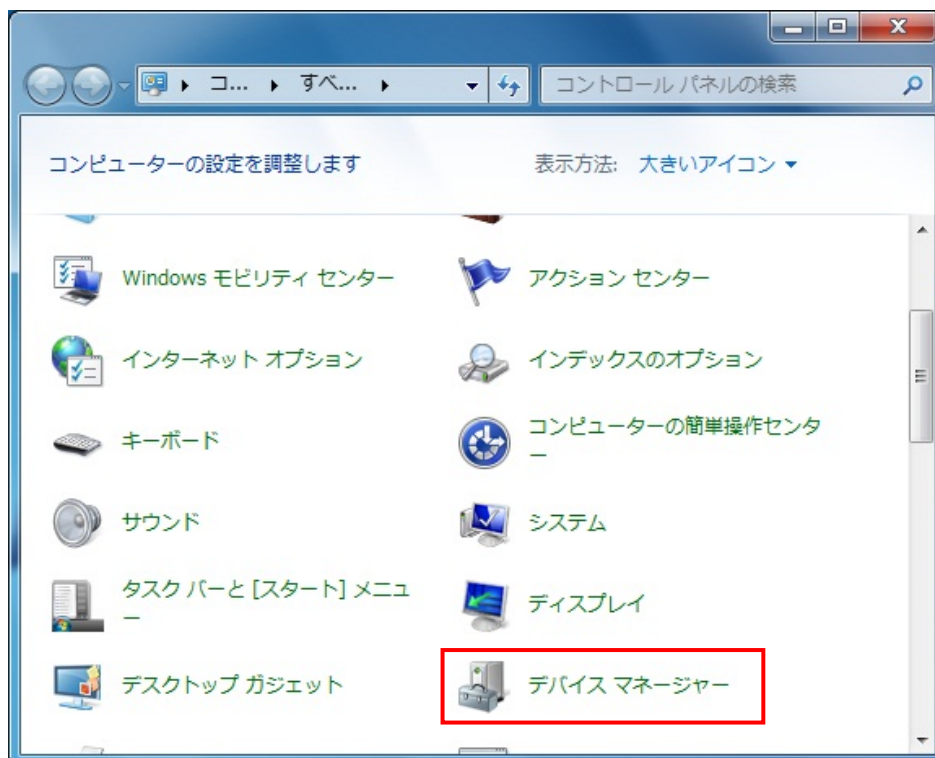 コ... すべ... コントロール パネルの検索
コンピューターの設定を調整します 表示方法: 大きいアイコン
Windows モビリティ センター アクション センター
インターネット オプション インデックスのオプション
キーボード コンピューターの簡単操作センタ
ー
サウンド システム
タスク バーと [スタート] メニュ
ー
ディスプレイ
デスクトップ ガジェット デバイス マネージャー